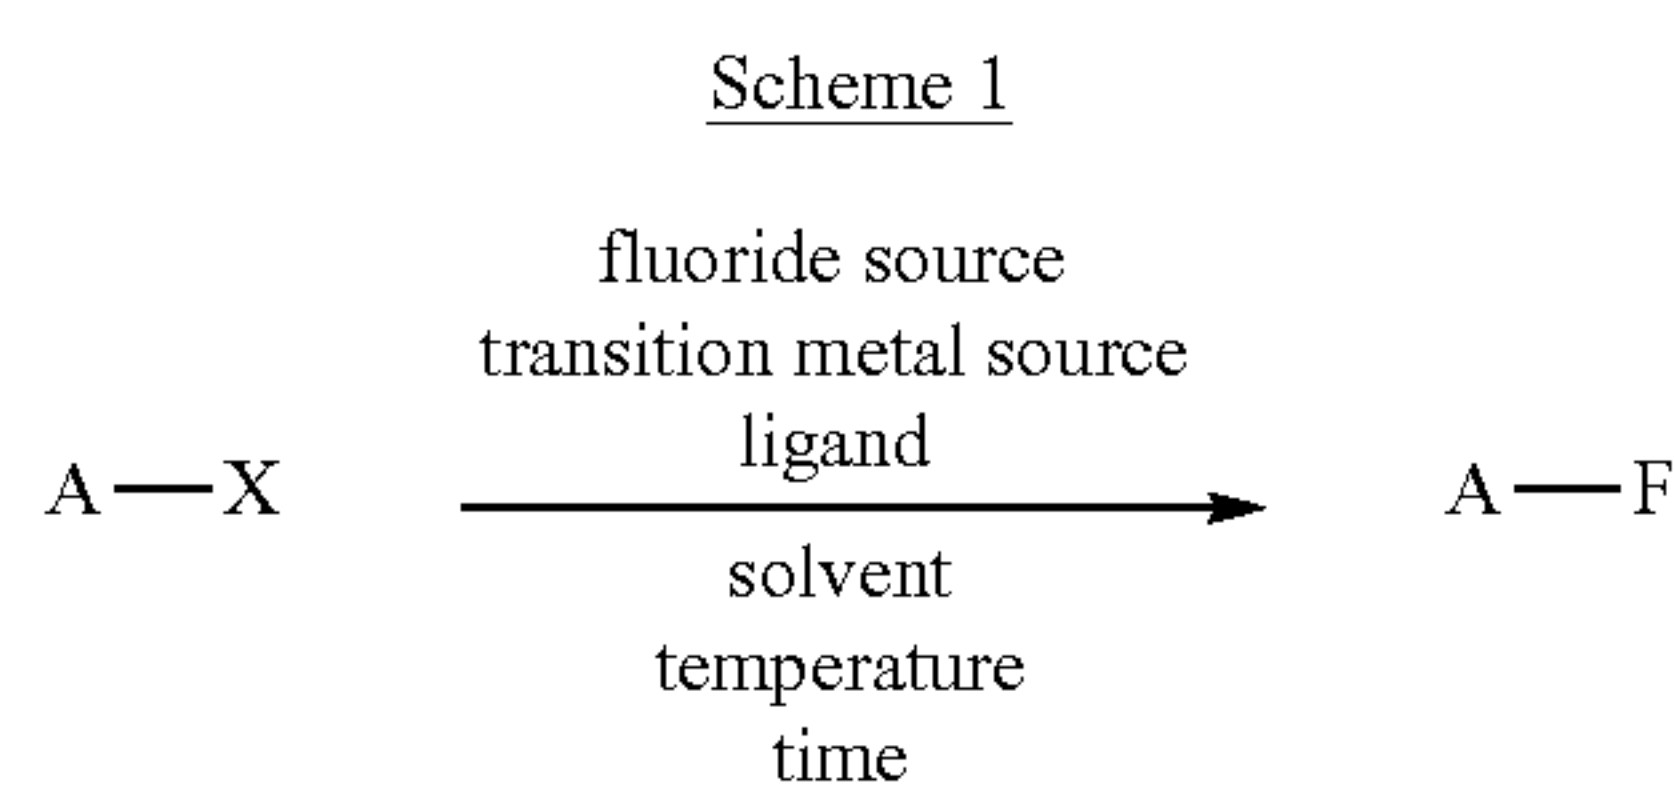 Scheme 1
fluoride source
transition metal source
ligand
A—X
A—F
solvent
temperature
time